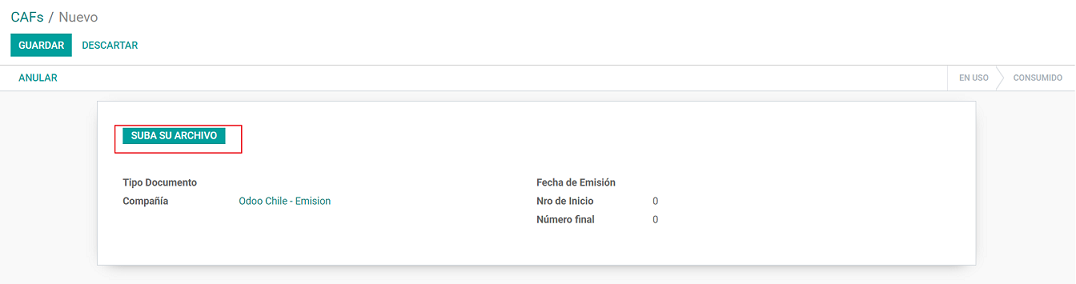 CAFs / Nuevo
GUARDAR DESCARTAR
ANULAR EN USO CONSUMIDO
SUBA SU ARCHIVO
Tipo Documento Fecha de Emisión
Compañía Odoo Chile - Emision Nro de Inicio 0
Número final 0